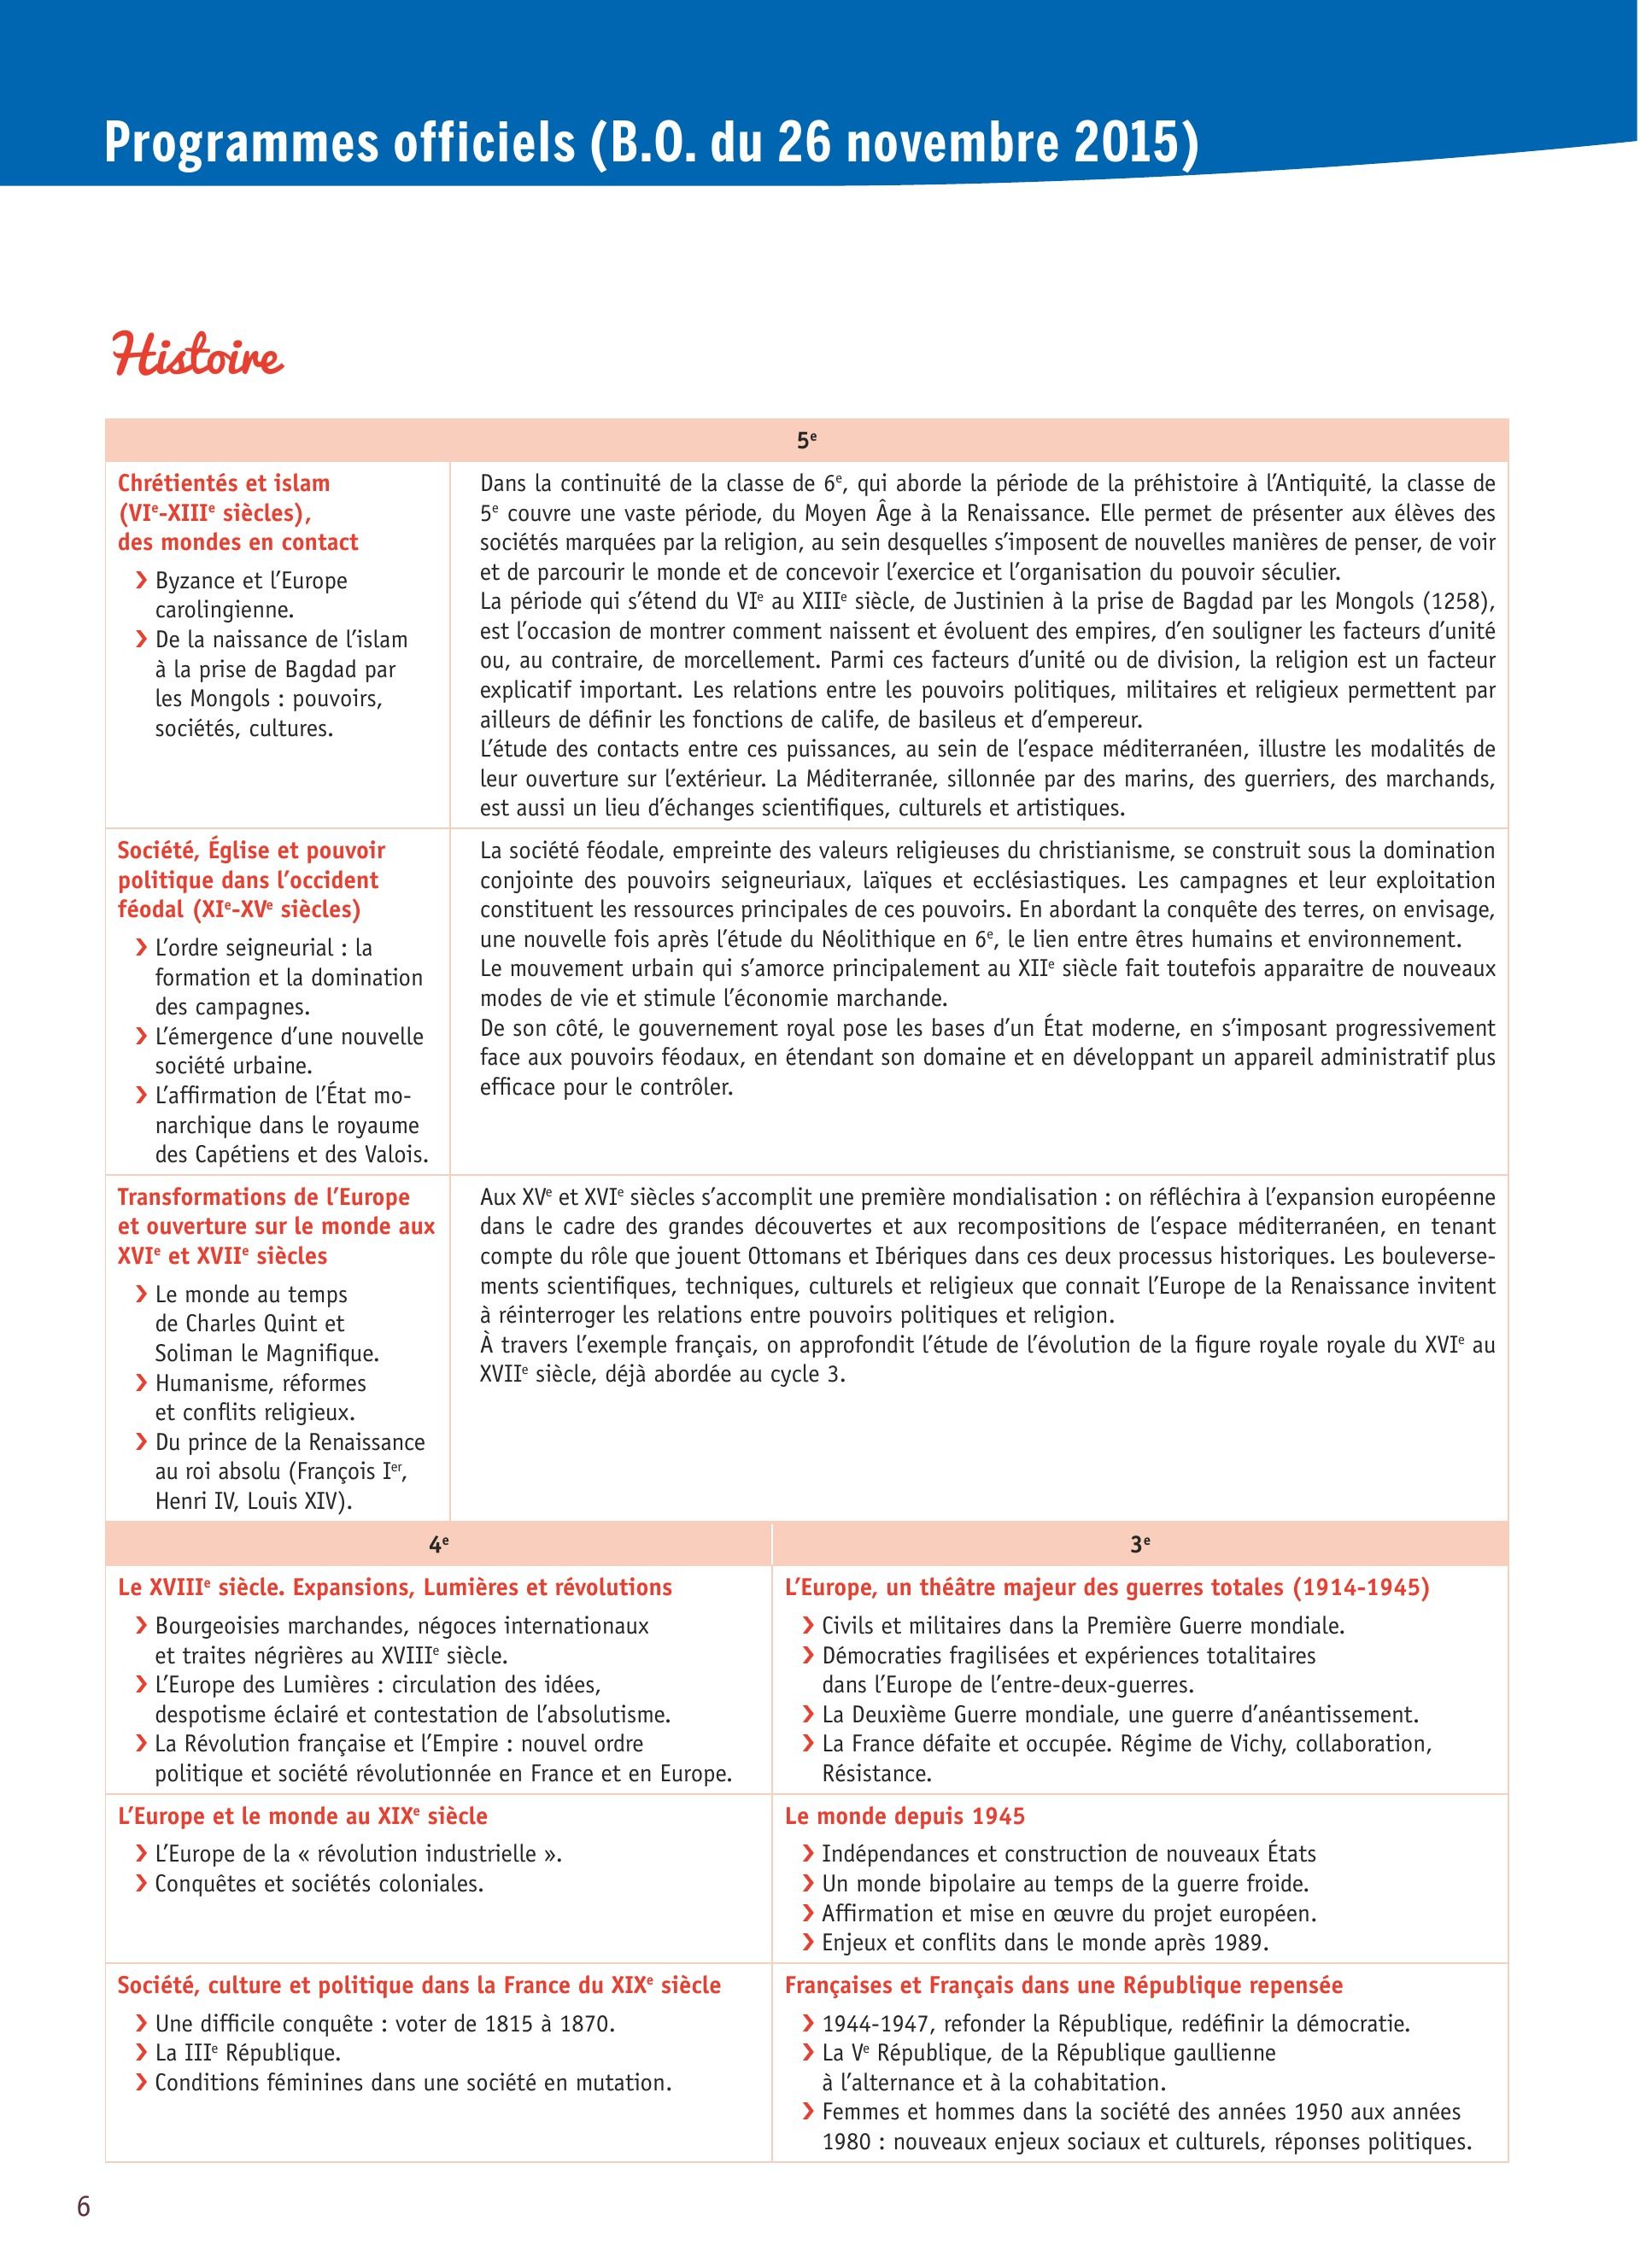 Programmes officiels (B.O. du 26 novembre 2015)
Histoire
5e
Chrétientés et islam
(VIe-XIIIe siècles),
des mondes en contact
❯ Byzance et l’Europe
carolingienne.
❯ De la naissance de l’islam
à la prise de Bagdad par
les Mongols : pouvoirs,
sociétés, cultures.
Dans la continuité de la classe de 6e, qui aborde la période de la préhistoire à l’Antiquité, la classe de
5e couvre une vaste période, du Moyen Âge à la Renaissance. Elle permet de présenter aux élèves des
sociétés marquées par la religion, au sein desquelles s’imposent de nouvelles manières de penser, de voir
et de parcourir le monde et de concevoir l’exercice et l’organisation du pouvoir séculier.
La période qui s’étend du VIe au XIIIe siècle, de Justinien à la prise de Bagdad par les Mongols (1258),
est l’occasion de montrer comment naissent et évoluent des empires, d’en souligner les facteurs d’unité
ou, au contraire, de morcellement. Parmi ces facteurs d’unité ou de division, la religion est un facteur
explicatif important. Les relations entre les pouvoirs politiques, militaires et religieux permettent par
ailleurs de définir les fonctions de calife, de basileus et d’empereur.
L’étude des contacts entre ces puissances, au sein de l’espace méditerranéen, illustre les modalités de
leur ouverture sur l’extérieur. La Méditerranée, sillonnée par des marins, des guerriers, des marchands,
est aussi un lieu d’échanges scientifiques, culturels et artistiques.
Société, Église et pouvoir
politique dans l’occident
féodal (XIe-XVe siècles)
❯ L’ordre seigneurial : la
formation et la domination
des campagnes.
❯ L’émergence d’une nouvelle
société urbaine.
❯ L’affirmation de l’État mo-
narchique dans le royaume
des Capétiens et des Valois.
La société féodale, empreinte des valeurs religieuses du christianisme, se construit sous la domination
conjointe des pouvoirs seigneuriaux, laïques et ecclésiastiques. Les campagnes et leur exploitation
constituent les ressources principales de ces pouvoirs. En abordant la conquête des terres, on envisage,
une nouvelle fois après l’étude du Néolithique en 6e, le lien entre êtres humains et environnement.
Le mouvement urbain qui s’amorce principalement au XIIe siècle fait toutefois apparaitre de nouveaux
modes de vie et stimule l’économie marchande.
De son côté, le gouvernement royal pose les bases d’un État moderne, en s’imposant progressivement
face aux pouvoirs féodaux, en étendant son domaine et en développant un appareil administratif plus
efficace pour le contrôler.
Transformations de l’Europe
et ouverture sur le monde aux
XVIe et XVIIe siècles
❯ Le monde au temps
de Charles Quint et
Soliman le Magnifique.
❯ Humanisme, réformes
et conflits religieux.
❯ Du prince de la Renaissance
au roi absolu (François Ier,
Henri IV, Louis XIV).
Aux XVe et XVIe siècles s’accomplit une première mondialisation : on réfléchira à l’expansion européenne
dans le cadre des grandes découvertes et aux recompositions de l’espace méditerranéen, en tenant
compte du rôle que jouent Ottomans et Ibériques dans ces deux processus historiques. Les bouleverse-
ments scientifiques, techniques, culturels et religieux que connait l’Europe de la Renaissance invitent
à réinterroger les relations entre pouvoirs politiques et religion.
À travers l’exemple français, on approfondit l’étude de l’évolution de la figure royale royale du XVIe au
XVIIe siècle, déjà abordée au cycle 3.
4e
3e
Le XVIIIe siècle. Expansions, Lumières et révolutions
❯ Bourgeoisies marchandes, négoces internationaux
et traites négrières au XVIIIe siècle.
❯ L’Europe des Lumières : circulation des idées,
despotisme éclairé et contestation de l’absolutisme.
❯ La Révolution française et l’Empire : nouvel ordre
politique et société révolutionnée en France et en Europe.
L’Europe, un théâtre majeur des guerres totales (1914-1945)
❯ Civils et militaires dans la Première Guerre mondiale.
❯ Démocraties fragilisées et expériences totalitaires
dans l’Europe de l’entre-deux-guerres.
❯ La Deuxième Guerre mondiale, une guerre d’anéantissement.
❯ La France défaite et occupée. Régime de Vichy, collaboration,
Résistance.
L’Europe et le monde au XIXe siècle
❯ L’Europe de la « révolution industrielle ».
❯ Conquêtes et sociétés coloniales.
Le monde depuis 1945
❯ Indépendances et construction de nouveaux États
❯ Un monde bipolaire au temps de la guerre froide.
❯ Affirmation et mise en œuvre du projet européen.
❯ Enjeux et conflits dans le monde après 1989.
Société, culture et politique dans la France du XIXe siècle
❯ Une difficile conquête : voter de 1815 à 1870.
❯ La IIIe République.
❯ Conditions féminines dans une société en mutation.
Françaises et Français dans une République repensée
❯ 1944-1947, refonder la République, redéfinir la démocratie.
❯ La Ve République, de la République gaullienne
à l’alternance et à la cohabitation.
❯ Femmes et hommes dans la société des années 1950 aux années
1980 : nouveaux enjeux sociaux et culturels, réponses politiques.
6